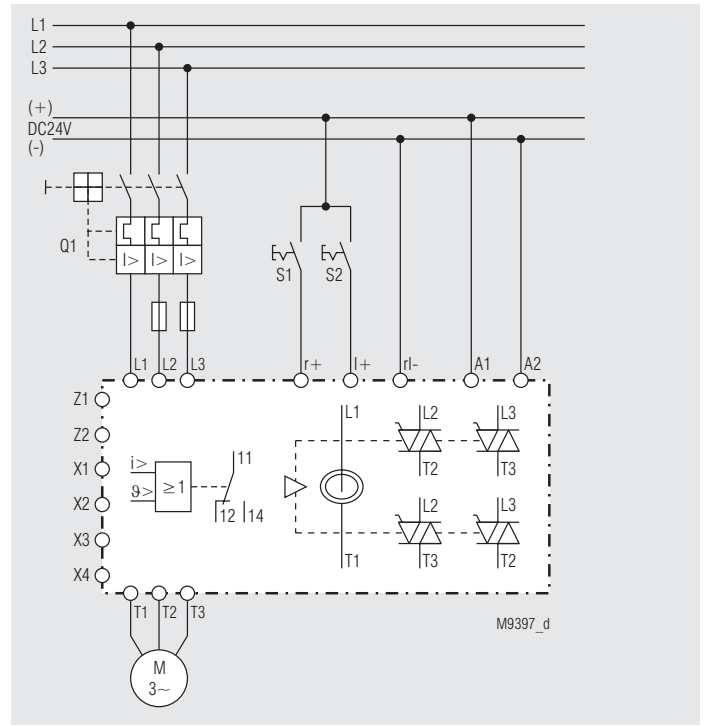 L1
L2
L3
(+)
DC24V
(-)
Q1
I> I> I>
S1 S2
L1 L2 L3 r+ l+ rl- A1 A2
Z1
Z2
X1
X2
X3
X4
i>
ϑ>
≥1
11
12 14
L1
T1
L2 L3
T2 T3
L2 L3
T3 T2
T1 T2 T3
M
3~
M9397_d